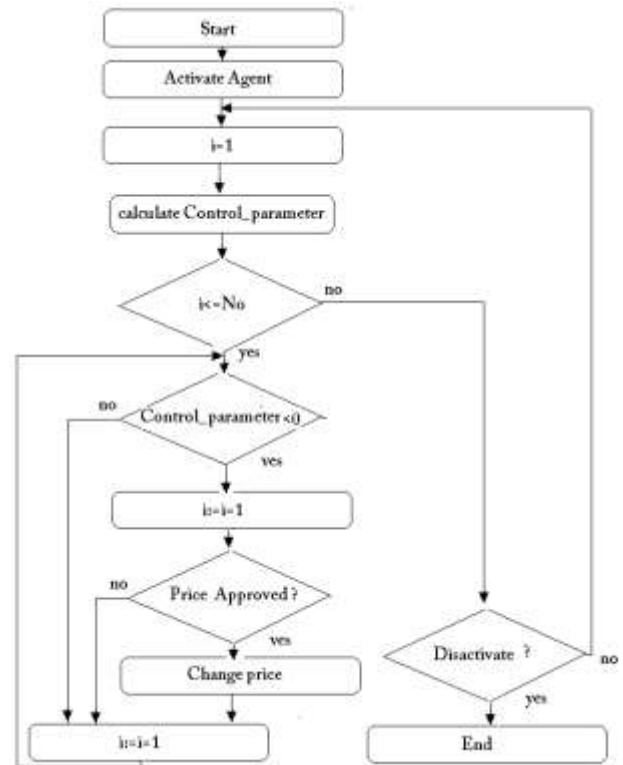 Start
Activate Agent
i=1
calculate Control_parameter
i<=No
no
yes
Control_parameter <0
no
yes
i:=i=1
Price Approved ?
no
yes
Change price
i:=i=1
Disactivate ?
no
yes
End